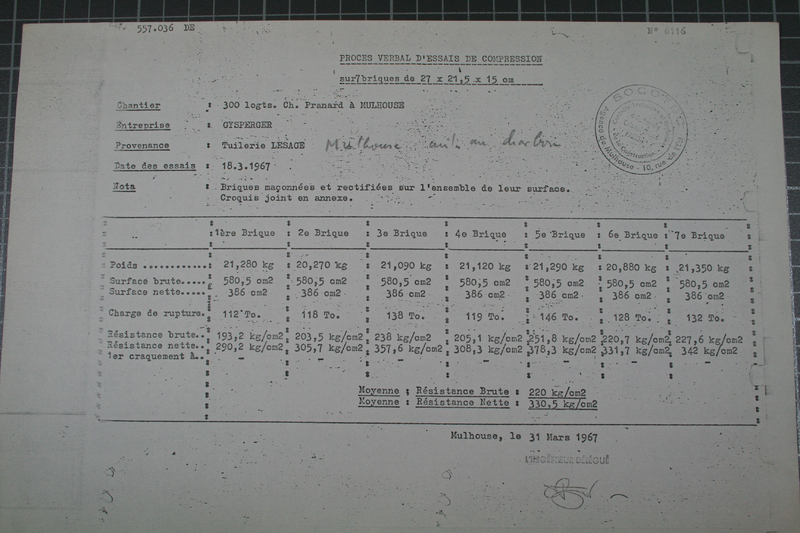 557.036 DE
N° 6116
PROCES VERBAL D'ESSAIS DE COMPRESSION
sur7briques de 27 x 21,5 x 15 cm
Chantier : 300 logts. Ch. Pranard à MULHOUSE
Entreprise : GYSPERGER
Provenance : Tuilerie LESAGE Mulhouse
Date des essais : 18.3.1967
Nota : Briques maçonnées et rectifiées sur l'ensemble de leur surface.
Croquis joint en annexe.
1ère Brique : 2e Brique : 3e Brique : 4e Brique : 5e Brique : 6e Brique : 7e Brique
Poids ............: 21,280 kg : 20,270 kg : 21,090 kg : 21,120 kg : 21,290 kg : 20,880 kg : 21,350 kg
Surface brute.....: 580,5 cm2 : 580,5 cm2 : 580,5 cm2 : 580,5 cm2 : 580,5 cm2 : 580,5 cm2 : 580,5 cm2
Surface nette.....: 386 cm2 : 386 cm2 : 386 cm2 : 386 cm2 : 386 cm2 : 386 cm2 : 386 cm2
Charge de rupture.: 112 To. : 118 To. : 138 To. : 119 To. : 146 To. : 128 To. : 132 To.
Résistance brute..: 193,2 kg/cm2 : 203,5 kg/cm2 : 238 kg/cm2 : 205,1 kg/cm2 : 251,8 kg/cm2 : 220,7 kg/cm2 : 227,6 kg/cm2
Résistance nette..: 290,2 kg/cm2 : 305,7 kg/cm2 : 357,6 kg/cm2 : 308,3 kg/cm2 : 378,3 kg/cm2 : 331,7 kg/cm2 : 342 kg/cm2
1er craquement à..: - : - : - : - : - : - : -
Moyenne : Résistance Brute : 220 kg/cm2
Moyenne : Résistance Nette : 330,5 kg/cm2
Mulhouse, le 31 Mars 1967
L'INGÉNIEUR DÉLÉGUÉ